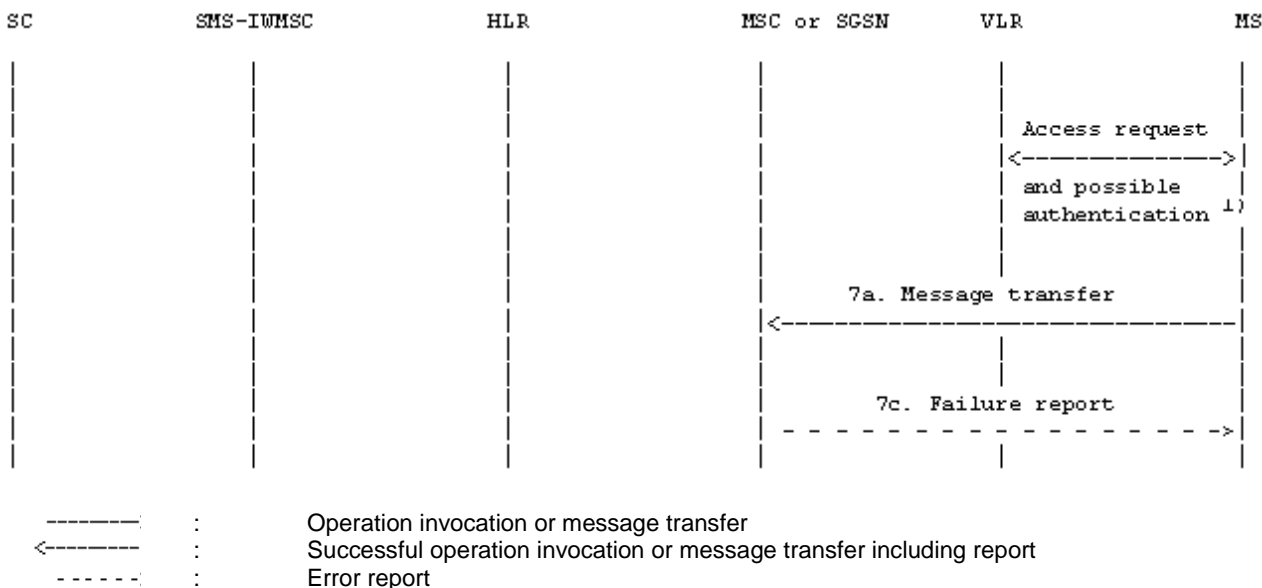 SC SMS-IWMSC HLR MSC or SGSN VLR MS
Access request
and possible
authentication 1)
7a. Message transfer
7c. Failure report
: Operation invocation or message transfer
: Successful operation invocation or message transfer including report
: Error report